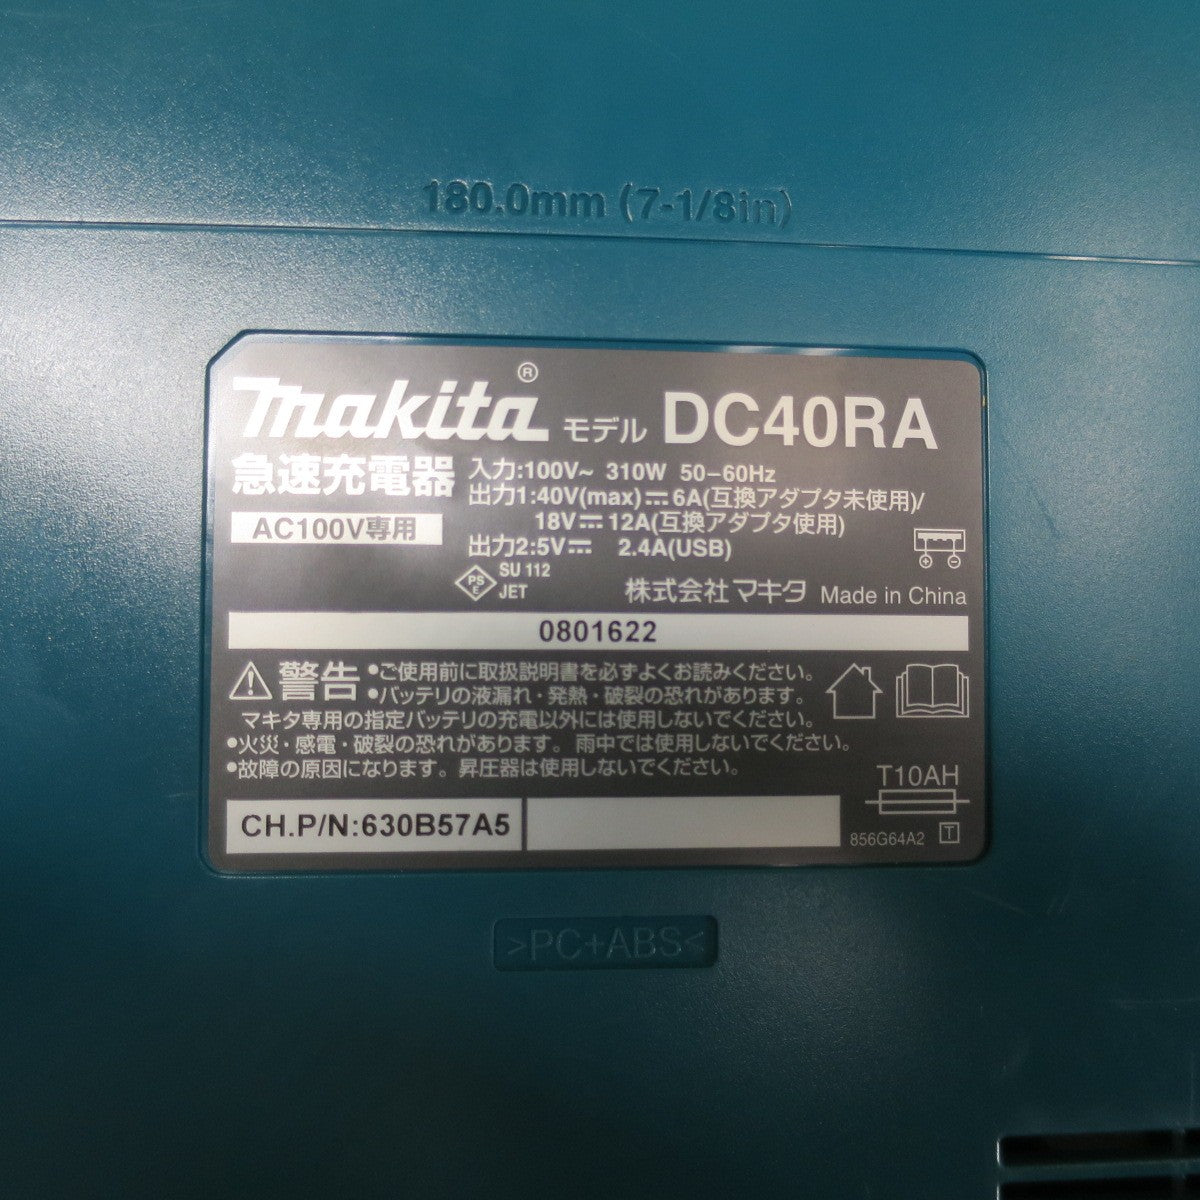 180.0mm (7-1/8in)
makita® モデル DC40RA
急速充電器
AC100V専用
入力:100V~ 310W 50-60Hz
出力1:40V(max)⎓6A(互換アダプタ未使用)/
18V⎓12A(互換アダプタ使用)
出力2:5V⎓ 2.4A(USB)
PSE
SU 112
JET
株式会社マキタ Made in China
0801622
警告 •ご使用前に取扱説明書を必ずよくお読みください。
•バッテリの液漏れ・発熱・破裂の恐れがあります。
マキタ専用の指定バッテリの充電以外には使用しないでください。
•火災・感電・破裂の恐れがあります。雨中では使用しないでください。
•故障の原因になります。昇圧器は使用しないでください。
T10AH
CH.P/N:630B57A5
856G64A2 T
>PC+ABS<